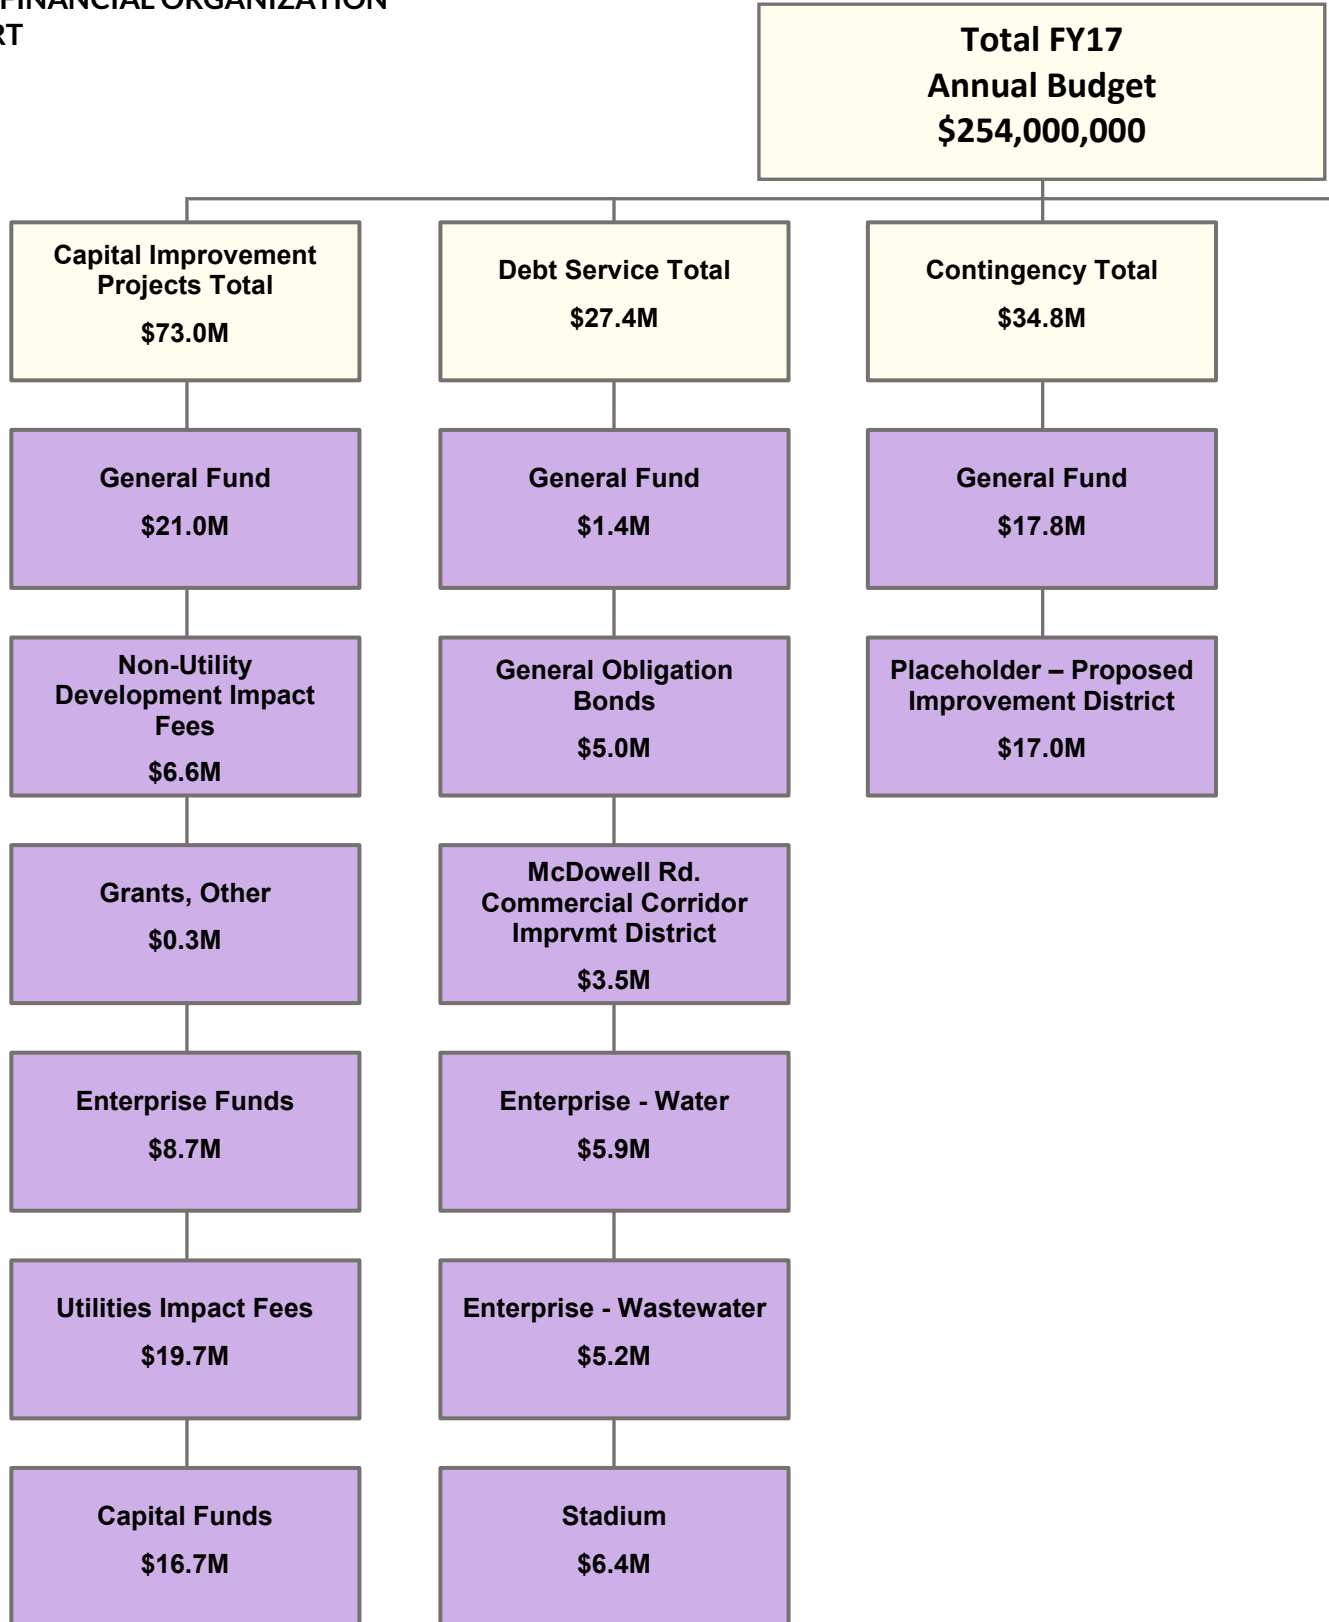 FINANCIAL ORGANIZATION
RT
Total FY17
Annual Budget
$254,000,000
Capital Improvement
Projects Total
$73.0M
Debt Service Total
$27.4M
Contingency Total
$34.8M
General Fund
$21.0M
General Fund
$1.4M
General Fund
$17.8M
Non-Utility
Development Impact
Fees
$6.6M
General Obligation
Bonds
$5.0M
Placeholder – Proposed
Improvement District
$17.0M
Grants, Other
$0.3M
McDowell Rd.
Commercial Corridor
Imprvmt District
$3.5M
Enterprise Funds
$8.7M
Enterprise - Water
$5.9M
Utilities Impact Fees
$19.7M
Enterprise - Wastewater
$5.2M
Capital Funds
$16.7M
Stadium
$6.4M